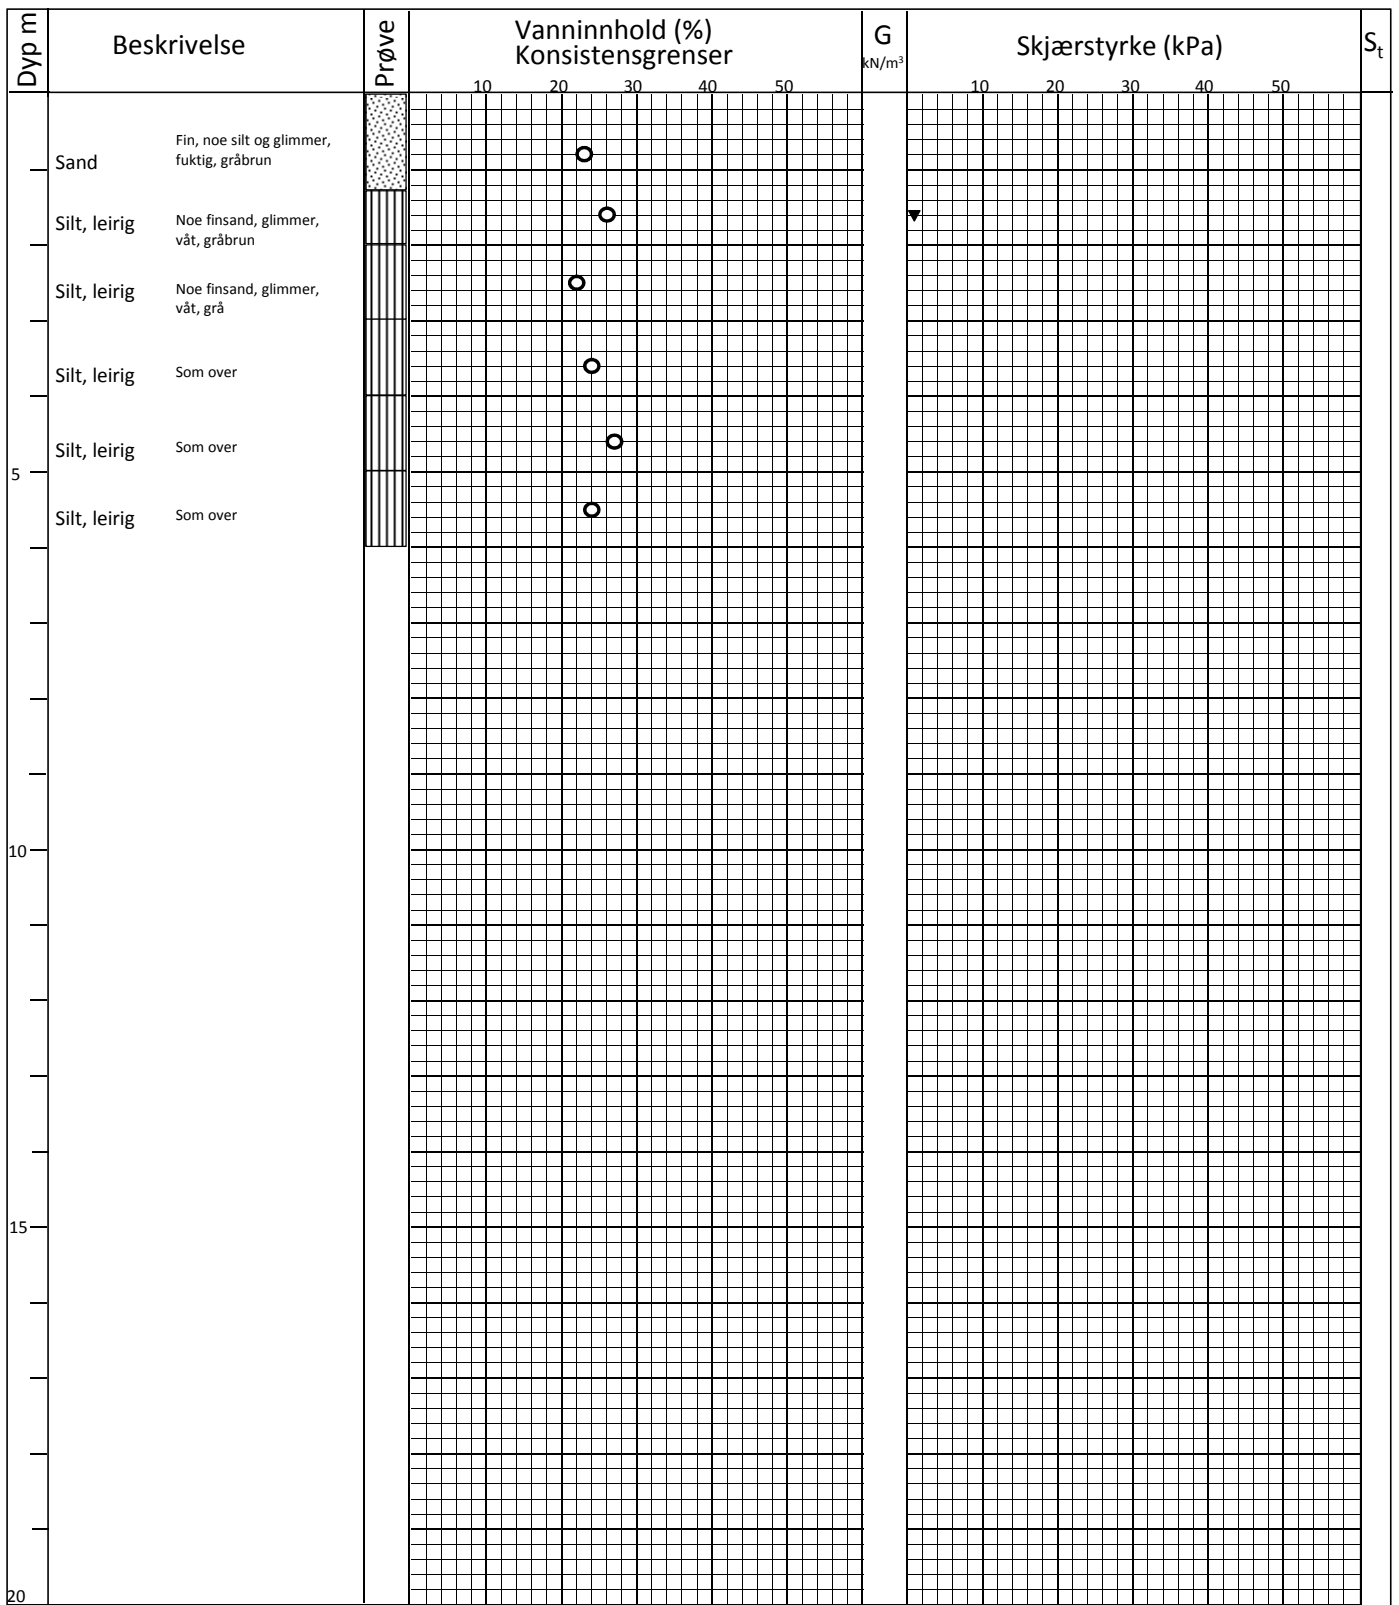 Dyp m
Beskrivelse
Prøve
Vanninnhold (%)
Konsistensgrenser
G
kN/m³
Skjærstyrke (kPa)
Sₜ
10 20 30 40 50
10 20 30 40 50
Sand
Fin, noe silt og glimmer,
fuktig, gråbrun
Silt, leirig
Noe finsand, glimmer,
våt, gråbrun
Silt, leirig
Noe finsand, glimmer,
våt, grå
Silt, leirig
Som over
Silt, leirig
Som over
5
Silt, leirig
Som over
10
15
20